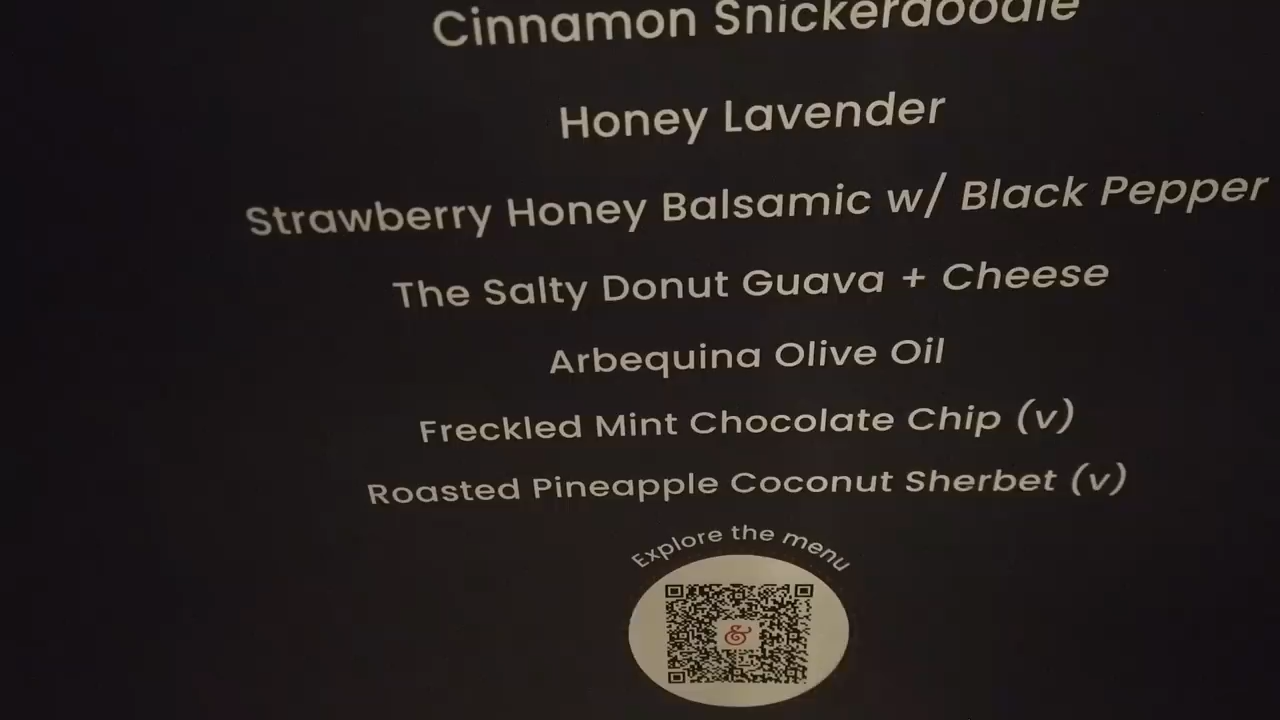 Cinnamon Snickerdoodle
Honey Lavender
Strawberry Honey Balsamic w/ Black Pepper
The Salty Donut Guava + Cheese
Arbequina Olive Oil
Freckled Mint Chocolate Chip (v)
Roasted Pineapple Coconut Sherbet (v)
Explore the menu
&